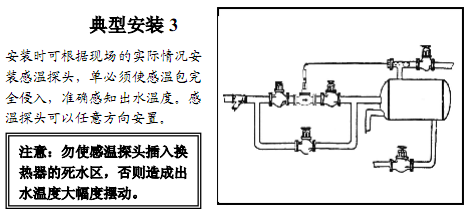 典型安装 3
安装时可根据现场的实际情况安
装感温探头，单必须使感温包完
全侵入，准确感知出水温度。感
温探头可以任意方向安置。
注意：勿使感温探头插入换
热器的死水区，否则造成出
水温度大幅度摆动。